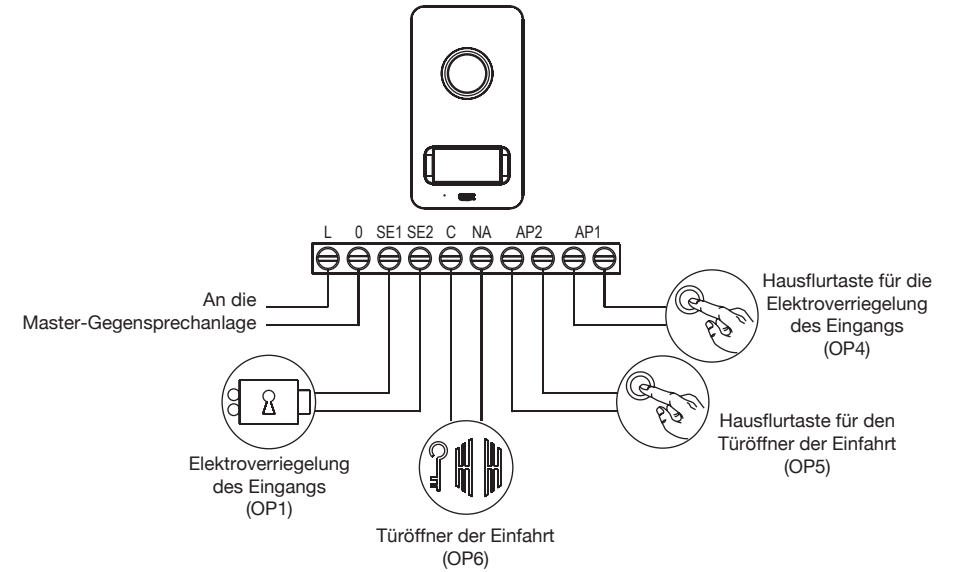 L 0 SE1 SE2 C NA AP2 AP1
An die
Master-Gegensprechanlage
Hausflurtaste für die
Elektroverriegelung
des Eingangs
(OP4)
Hausflurtaste für den
Türöffner der Einfahrt
(OP5)
Elektroverriegelung
des Eingangs
(OP1)
Türöffner der Einfahrt
(OP6)